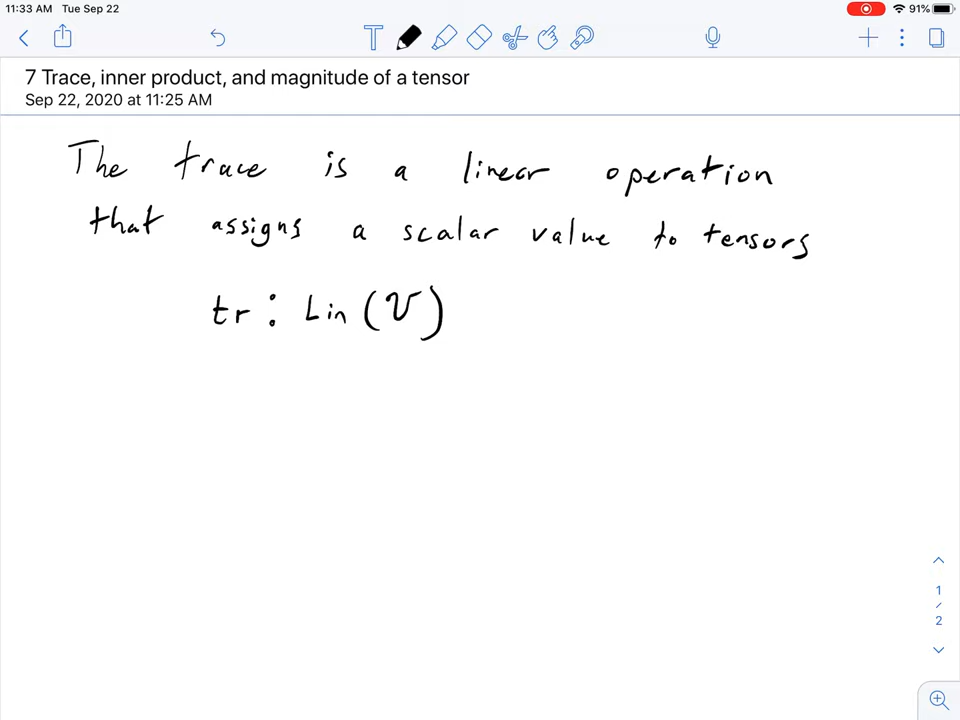 11:33 AM Tue Sep 22 91%
T
7 Trace, inner product, and magnitude of a tensor
Sep 22, 2020 at 11:25 AM
The trace is a linear operation
that assigns a scalar value to tensors
tr : Lin (V)
1
/
2